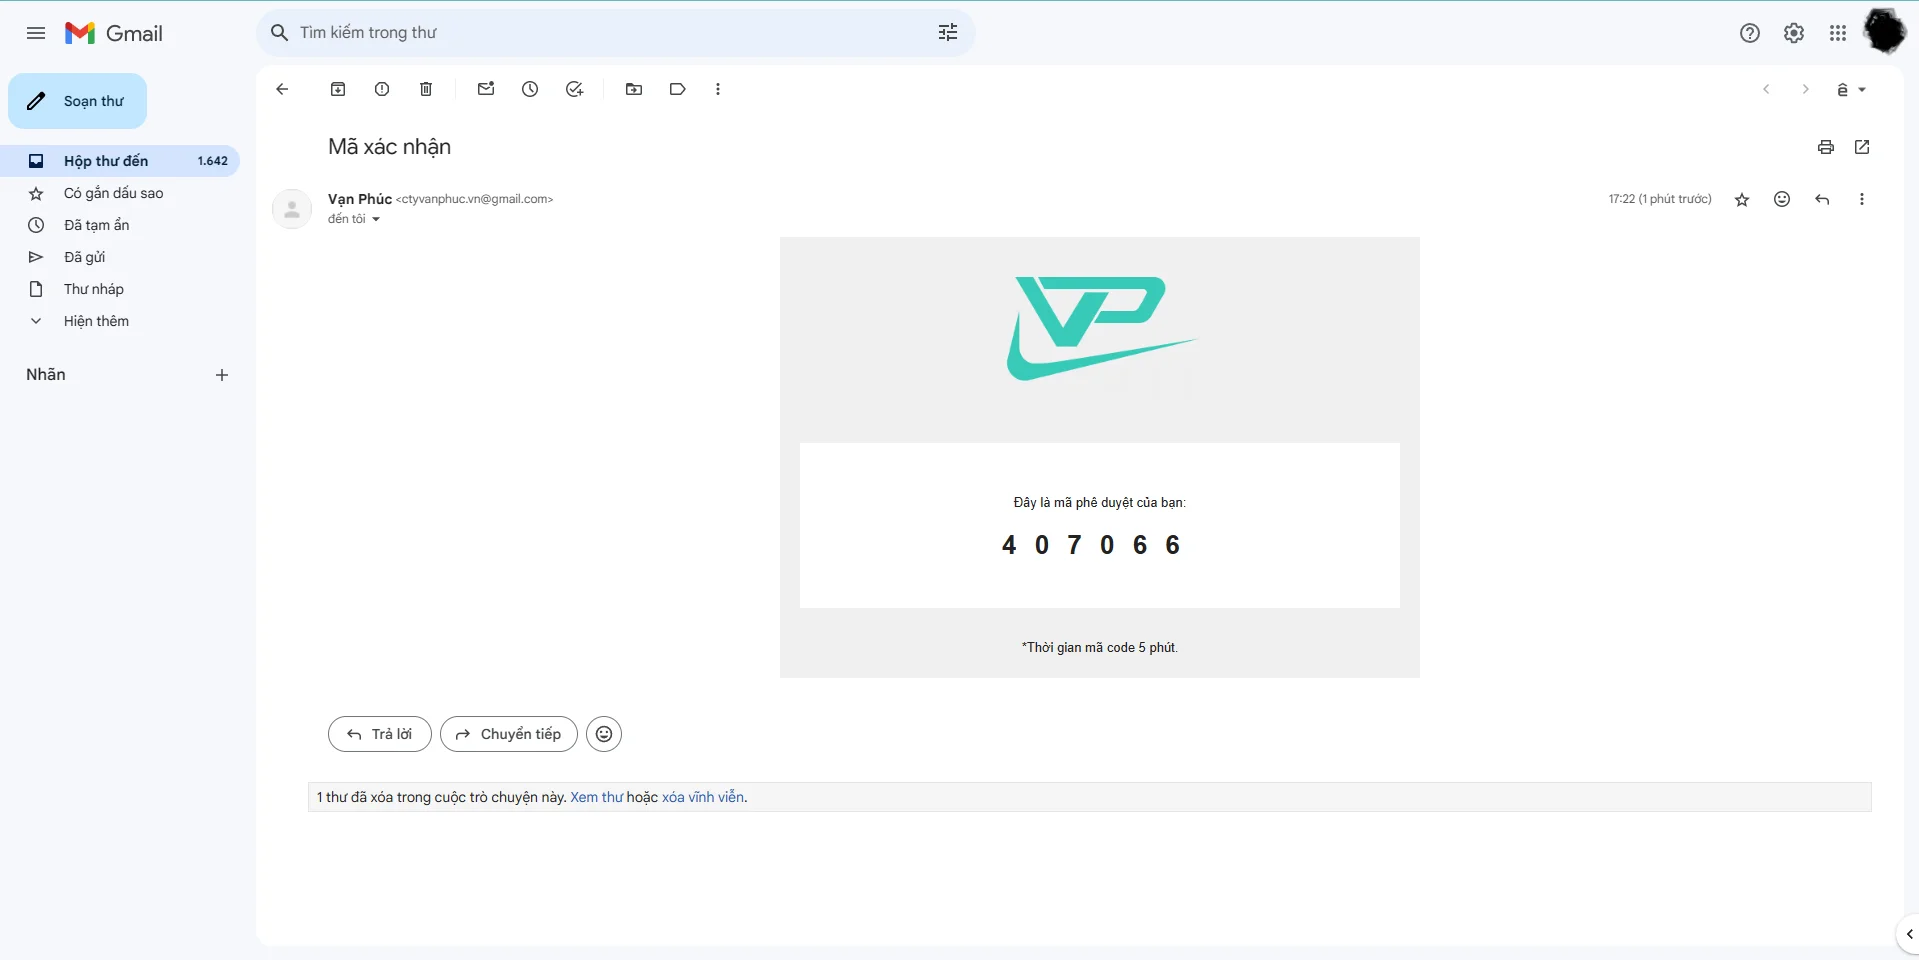 Gmail
Tìm kiếm trong thư
Soạn thư
Hộp thư đến 1.642
Có gắn dấu sao
Đã tạm ẩn
Đã gửi
Thư nháp
Hiện thêm
Nhãn
ê
Mã xác nhận
Vạn Phúc <ctyvanphuc.vn@gmail.com>
17:22 (1 phút trước)
đến tôi
VP
Đây là mã phê duyệt của bạn:
4 0 7 0 6 6
*Thời gian mã code 5 phút.
Trả lời
Chuyển tiếp
1 thư đã xóa trong cuộc trò chuyện này. Xem thư hoặc xóa vĩnh viễn.